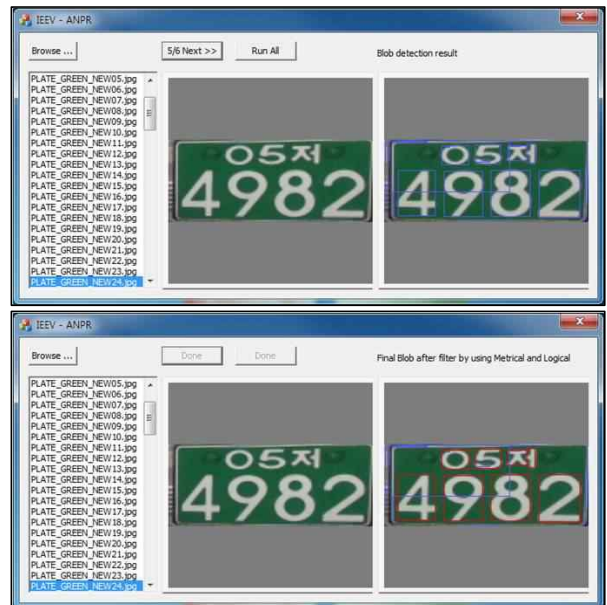 IEEV - ANPR
Browse ...
5/6 Next >>
Run All
Blob detection result
PLATE_GREEN_NEW05.jpg
PLATE_GREEN_NEW06.jpg
PLATE_GREEN_NEW07.jpg
PLATE_GREEN_NEW08.jpg
PLATE_GREEN_NEW09.jpg
PLATE_GREEN_NEW10.jpg
PLATE_GREEN_NEW11.jpg
PLATE_GREEN_NEW12.jpg
PLATE_GREEN_NEW13.jpg
PLATE_GREEN_NEW14.jpg
PLATE_GREEN_NEW15.jpg
PLATE_GREEN_NEW16.jpg
PLATE_GREEN_NEW17.jpg
PLATE_GREEN_NEW18.jpg
PLATE_GREEN_NEW19.jpg
PLATE_GREEN_NEW20.jpg
PLATE_GREEN_NEW21.jpg
PLATE_GREEN_NEW22.jpg
PLATE_GREEN_NEW23.jpg
PLATE_GREEN_NEW24.jpg
05저
4982
05저
4982
IEEV - ANPR
Browse ...
Done
Done
Final Blob after filter by using Metrical and Logical
PLATE_GREEN_NEW05.jpg
PLATE_GREEN_NEW06.jpg
PLATE_GREEN_NEW07.jpg
PLATE_GREEN_NEW08.jpg
PLATE_GREEN_NEW09.jpg
PLATE_GREEN_NEW10.jpg
PLATE_GREEN_NEW11.jpg
PLATE_GREEN_NEW12.jpg
PLATE_GREEN_NEW13.jpg
PLATE_GREEN_NEW14.jpg
PLATE_GREEN_NEW15.jpg
PLATE_GREEN_NEW16.jpg
PLATE_GREEN_NEW17.jpg
PLATE_GREEN_NEW18.jpg
PLATE_GREEN_NEW19.jpg
PLATE_GREEN_NEW20.jpg
PLATE_GREEN_NEW21.jpg
PLATE_GREEN_NEW22.jpg
PLATE_GREEN_NEW23.jpg
PLATE_GREEN_NEW24.jpg
05저
4982
05저
4982